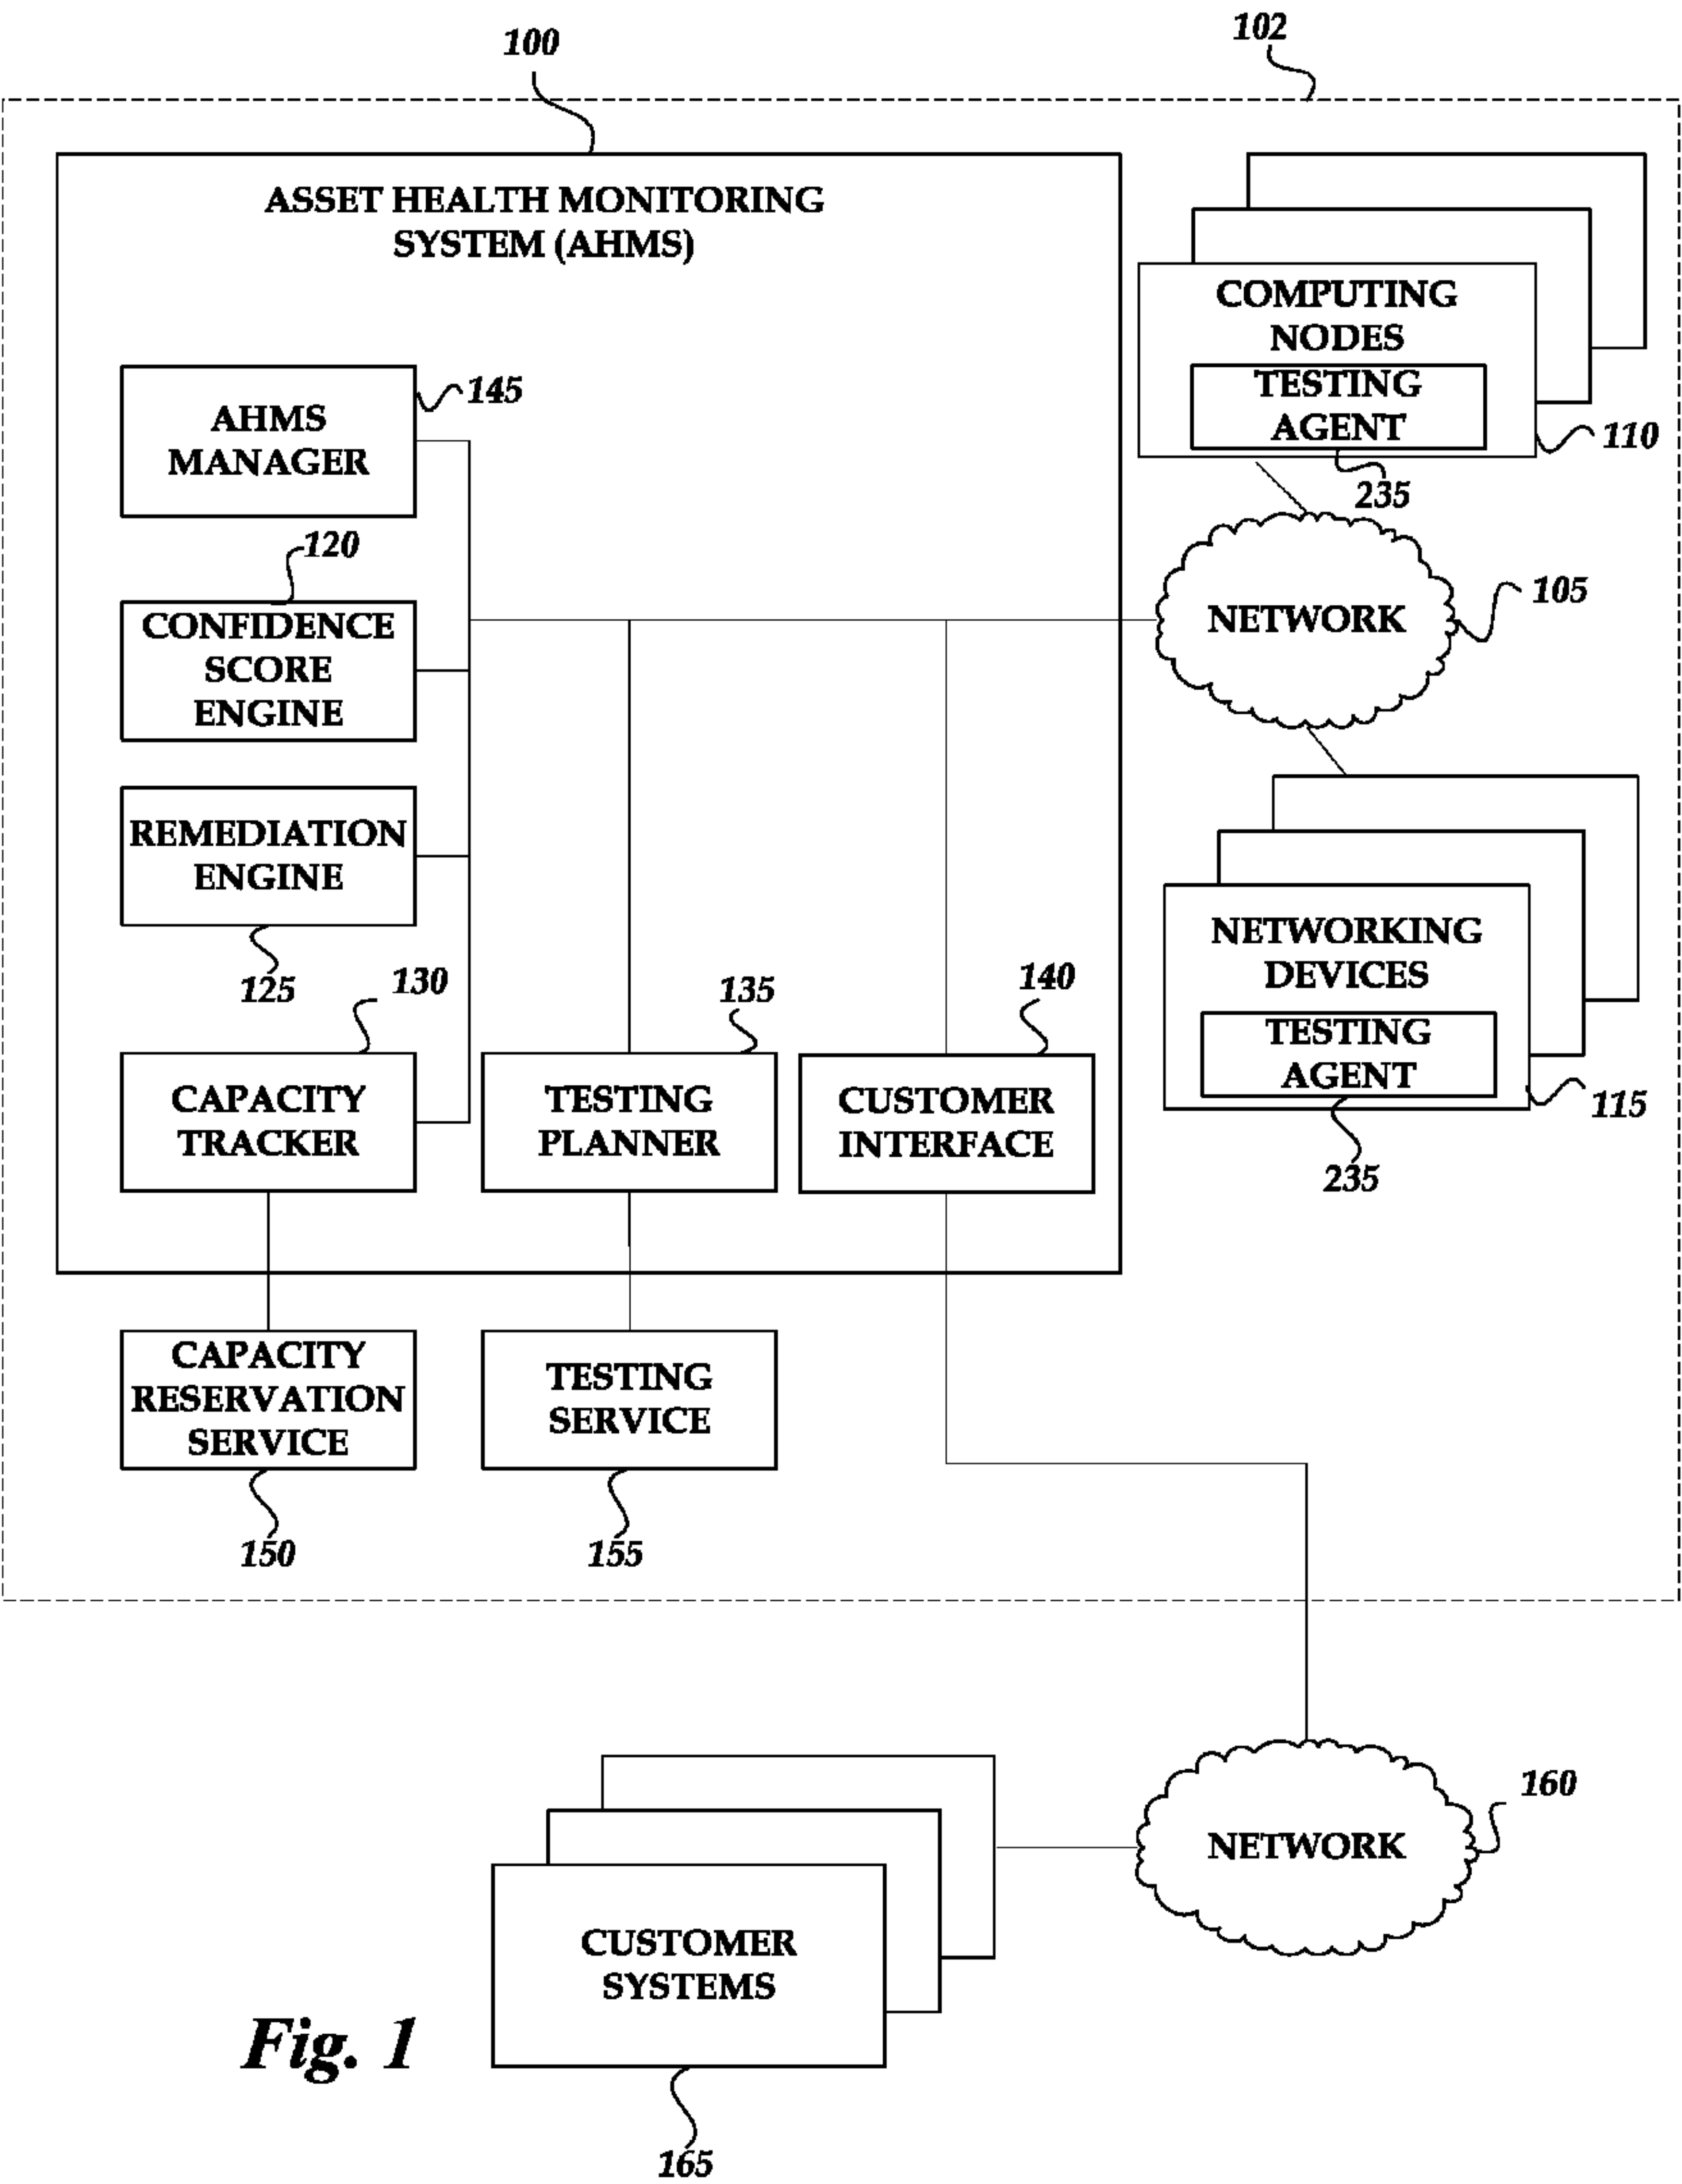 100
102
ASSET HEALTH MONITORING
SYSTEM (AHMS)
COMPUTING
NODES
TESTING
AGENT
110
235
AHMS
MANAGER
145
120
CONFIDENCE
SCORE
ENGINE
NETWORK
105
REMEDIATION
ENGINE
125
NETWORKING
DEVICES
TESTING
AGENT
115
235
130
135
140
CAPACITY
TRACKER
TESTING
PLANNER
CUSTOMER
INTERFACE
CAPACITY
RESERVATION
SERVICE
150
TESTING
SERVICE
155
NETWORK
160
CUSTOMER
SYSTEMS
165
Fig. 1